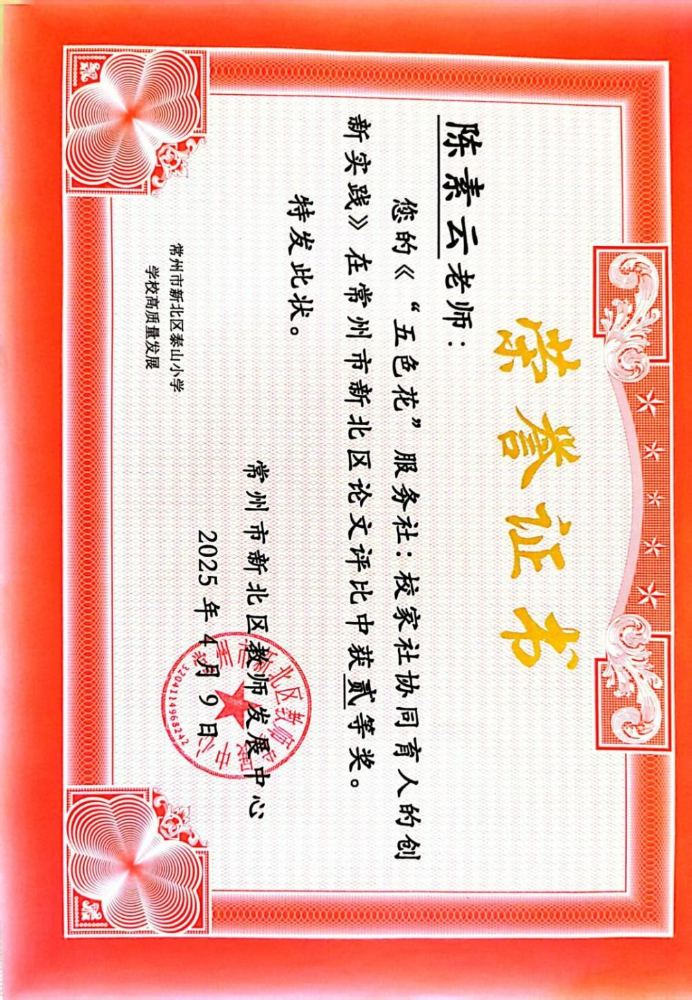 荣誉证书
陈素云老师：
您的《“五色花”服务社：校家社协同育人的创
新实践》在常州市新北区论文评比中获贰等奖。
特发此状。
常州市新北区教师发展中心
2025年4月9日
常州市新北区泰山小学
学校高质量发展
3204114968242